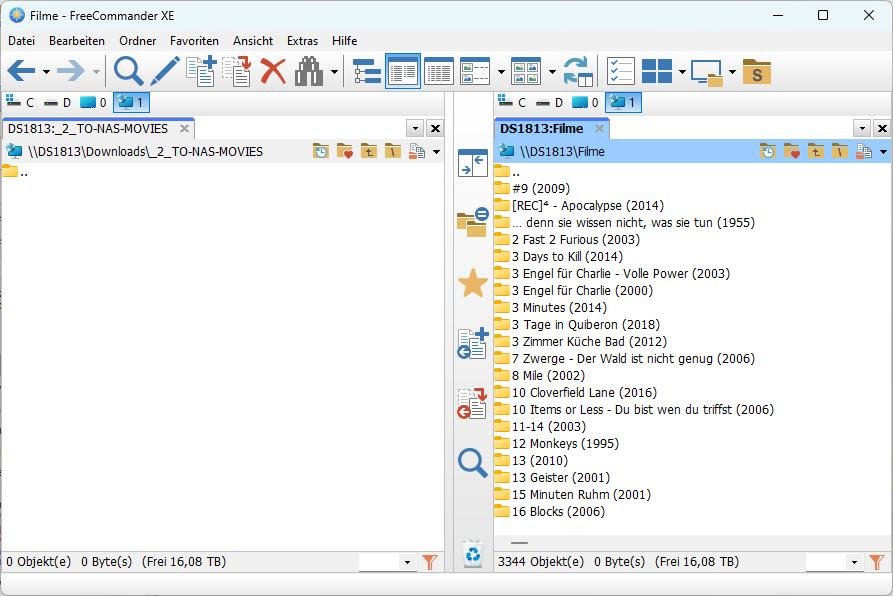 Filme - FreeCommander XE
Datei Bearbeiten Ordner Favoriten Ansicht Extras Hilfe
S
C D 0 1
DS1813:_2_TO-NAS-MOVIES
\\DS1813\Downloads\_2_TO-NAS-MOVIES
..
0 Objekt(e) 0 Byte(s) (Frei 16,08 TB)
C D 0 1
DS1813:Filme
\\DS1813\Filme
..
#9 (2009)
[REC]⁴ - Apocalypse (2014)
... denn sie wissen nicht, was sie tun (1955)
2 Fast 2 Furious (2003)
3 Days to Kill (2014)
3 Engel für Charlie - Volle Power (2003)
3 Engel für Charlie (2000)
3 Minutes (2014)
3 Tage in Quiberon (2018)
3 Zimmer Küche Bad (2012)
7 Zwerge - Der Wald ist nicht genug (2006)
8 Mile (2002)
10 Cloverfield Lane (2016)
10 Items or Less - Du bist wen du triffst (2006)
11-14 (2003)
12 Monkeys (1995)
13 (2010)
13 Geister (2001)
15 Minuten Ruhm (2001)
16 Blocks (2006)
3344 Objekt(e) 0 Byte(s) (Frei 16,08 TB)